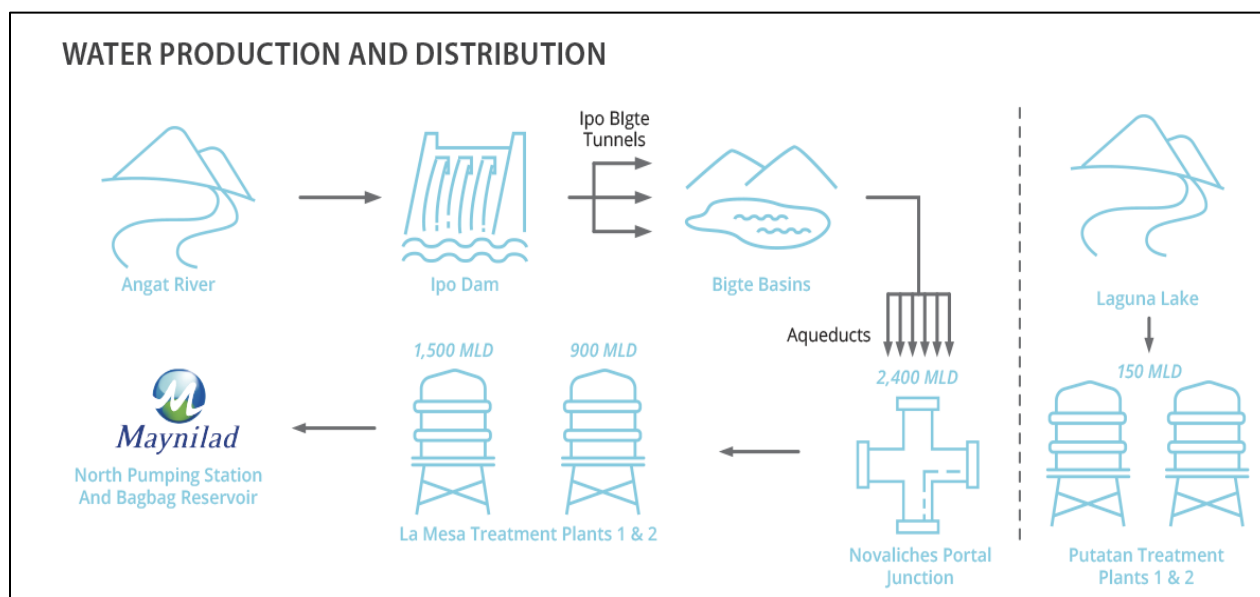 WATER PRODUCTION AND DISTRIBUTION
Ipo BIgte
Tunnels
Angat River
Ipo Dam
Bigte Basins
Laguna Lake
Aqueducts
1,500 MLD
900 MLD
2,400 MLD
150 MLD
M
Maynilad
North Pumping Station
And Bagbag Reservoir
La Mesa Treatment Plants 1 & 2
Novaliches Portal
Junction
Putatan Treatment
Plants 1 & 2